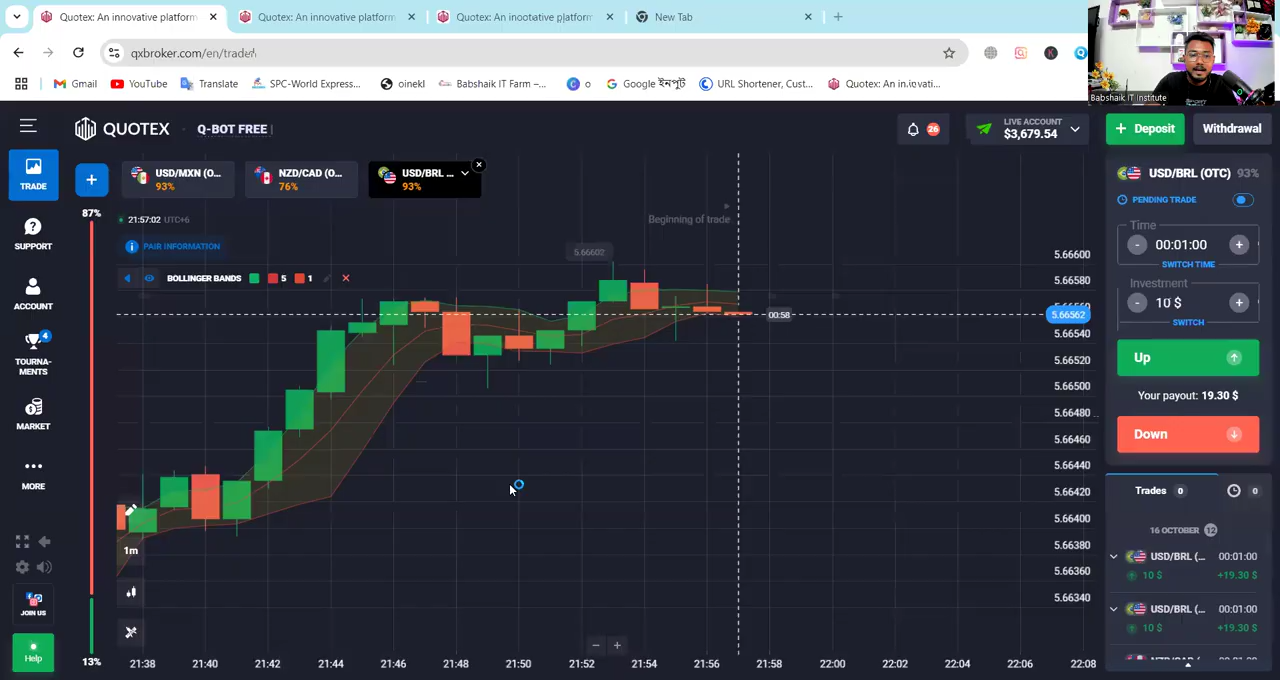 Quotex: An innovative platform
Quotex: An innovative platform
Quotex: An inootative platform
New Tab
qxbroker.com/en/trade
Gmail
YouTube
Translate
SPC-World Express...
oinekl
Babshaik IT Farm –...
o
Google ইনপুট
URL Shortener, Cust...
Quotex: An in.ιovati...
Babshaik IT Institute
QUOTEX
Q-BOT FREE
26
LIVE ACCOUNT
$3,679.54
Deposit
Withdrawal
TRADE
SUPPORT
ACCOUNT
4
TOURNA-
MENTS
MARKET
MORE
JOIN US
Help
USD/MXN (O...
93%
NZD/CAD (O...
76%
USD/BRL ...
93%
87%
21:57:02 UTC+6
Beginning of trade
PAIR INFORMATION
5.66602
BOLLINGER BANDS 5 1
00:58
5.66600
5.66580
5.66562
5.66540
5.66520
5.66500
5.66480
5.66460
5.66440
5.66420
5.66400
5.66380
5.66360
5.66340
1m
13%
21:38 21:40 21:42 21:44 21:46 21:48 21:50 21:52 21:54 21:56 21:58 22:00 22:02 22:04 22:06 22:08
USD/BRL (OTC) 93%
PENDING TRADE
Time
- 00:01:00 +
SWITCH TIME
Investment
- 10 $ +
SWITCH
Up
Your payout: 19.30 $
Down
Trades 0 0
16 OCTOBER 12
USD/BRL (... 00:01:00
10 $ +19.30 $
USD/BRL (... 00:01:00
10 $ +19.30 $